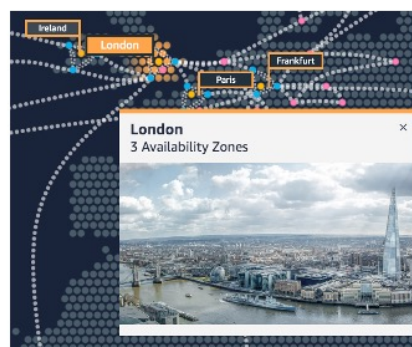 Ireland
London
Frankfurt
Paris
London
3 Availability Zones
×